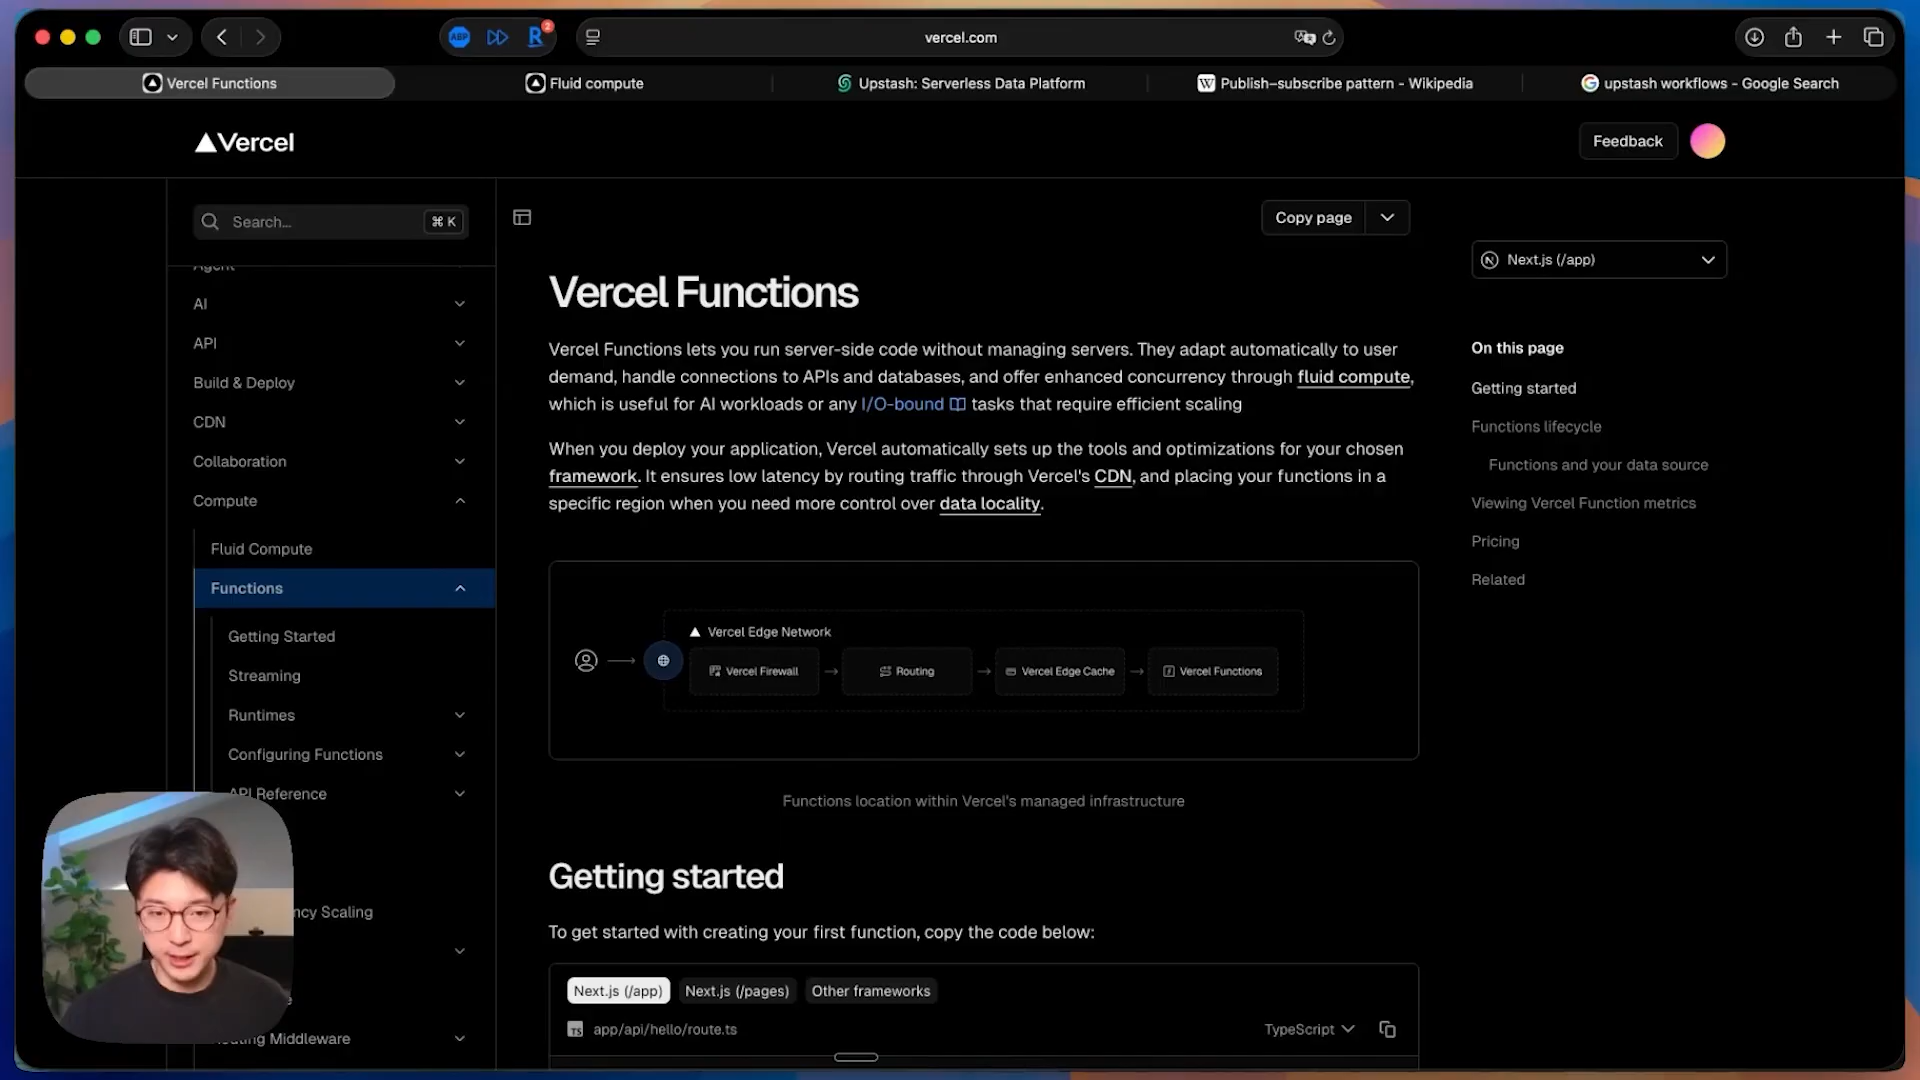 ABP
R
2
vercel.com
Vercel Functions
Fluid compute
Upstash: Serverless Data Platform
W Publish–subscribe pattern - Wikipedia
upstash workflows - Google Search
Vercel
Feedback
Search...
⌘ K
Copy page
Next.js (/app)
Agent
AI
API
Build & Deploy
CDN
Collaboration
Compute
Fluid Compute
Functions
Getting Started
Streaming
Runtimes
Configuring Functions
API Reference
ncy Scaling
uting Middleware
Vercel Functions
Vercel Functions lets you run server-side code without managing servers. They adapt automatically to user
demand, handle connections to APIs and databases, and offer enhanced concurrency through fluid compute,
which is useful for AI workloads or any I/O-bound tasks that require efficient scaling
When you deploy your application, Vercel automatically sets up the tools and optimizations for your chosen
framework. It ensures low latency by routing traffic through Vercel's CDN, and placing your functions in a
specific region when you need more control over data locality.
Vercel Edge Network
Vercel Firewall
Routing
Vercel Edge Cache
Vercel Functions
Functions location within Vercel's managed infrastructure
Getting started
To get started with creating your first function, copy the code below:
Next.js (/app)
Next.js (/pages)
Other frameworks
TS app/api/hello/route.ts
TypeScript
On this page
Getting started
Functions lifecycle
Functions and your data source
Viewing Vercel Function metrics
Pricing
Related